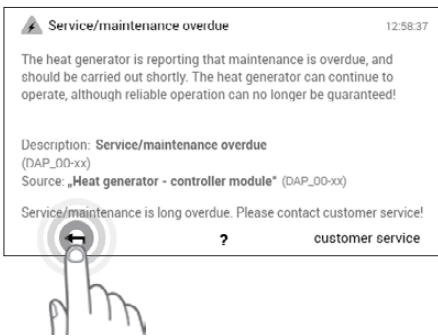 Service/maintenance overdue 12:58:37
The heat generator is reporting that maintenance is overdue, and
should be carried out shortly. The heat generator can continue to
operate, although reliable operation can no longer be guaranteed!
Description: Service/maintenance overdue
(DAP_00-xx)
Source: „Heat generator - controller module" (DAP_00-xx)
Service/maintenance is long overdue. Please contact customer service!
? customer service